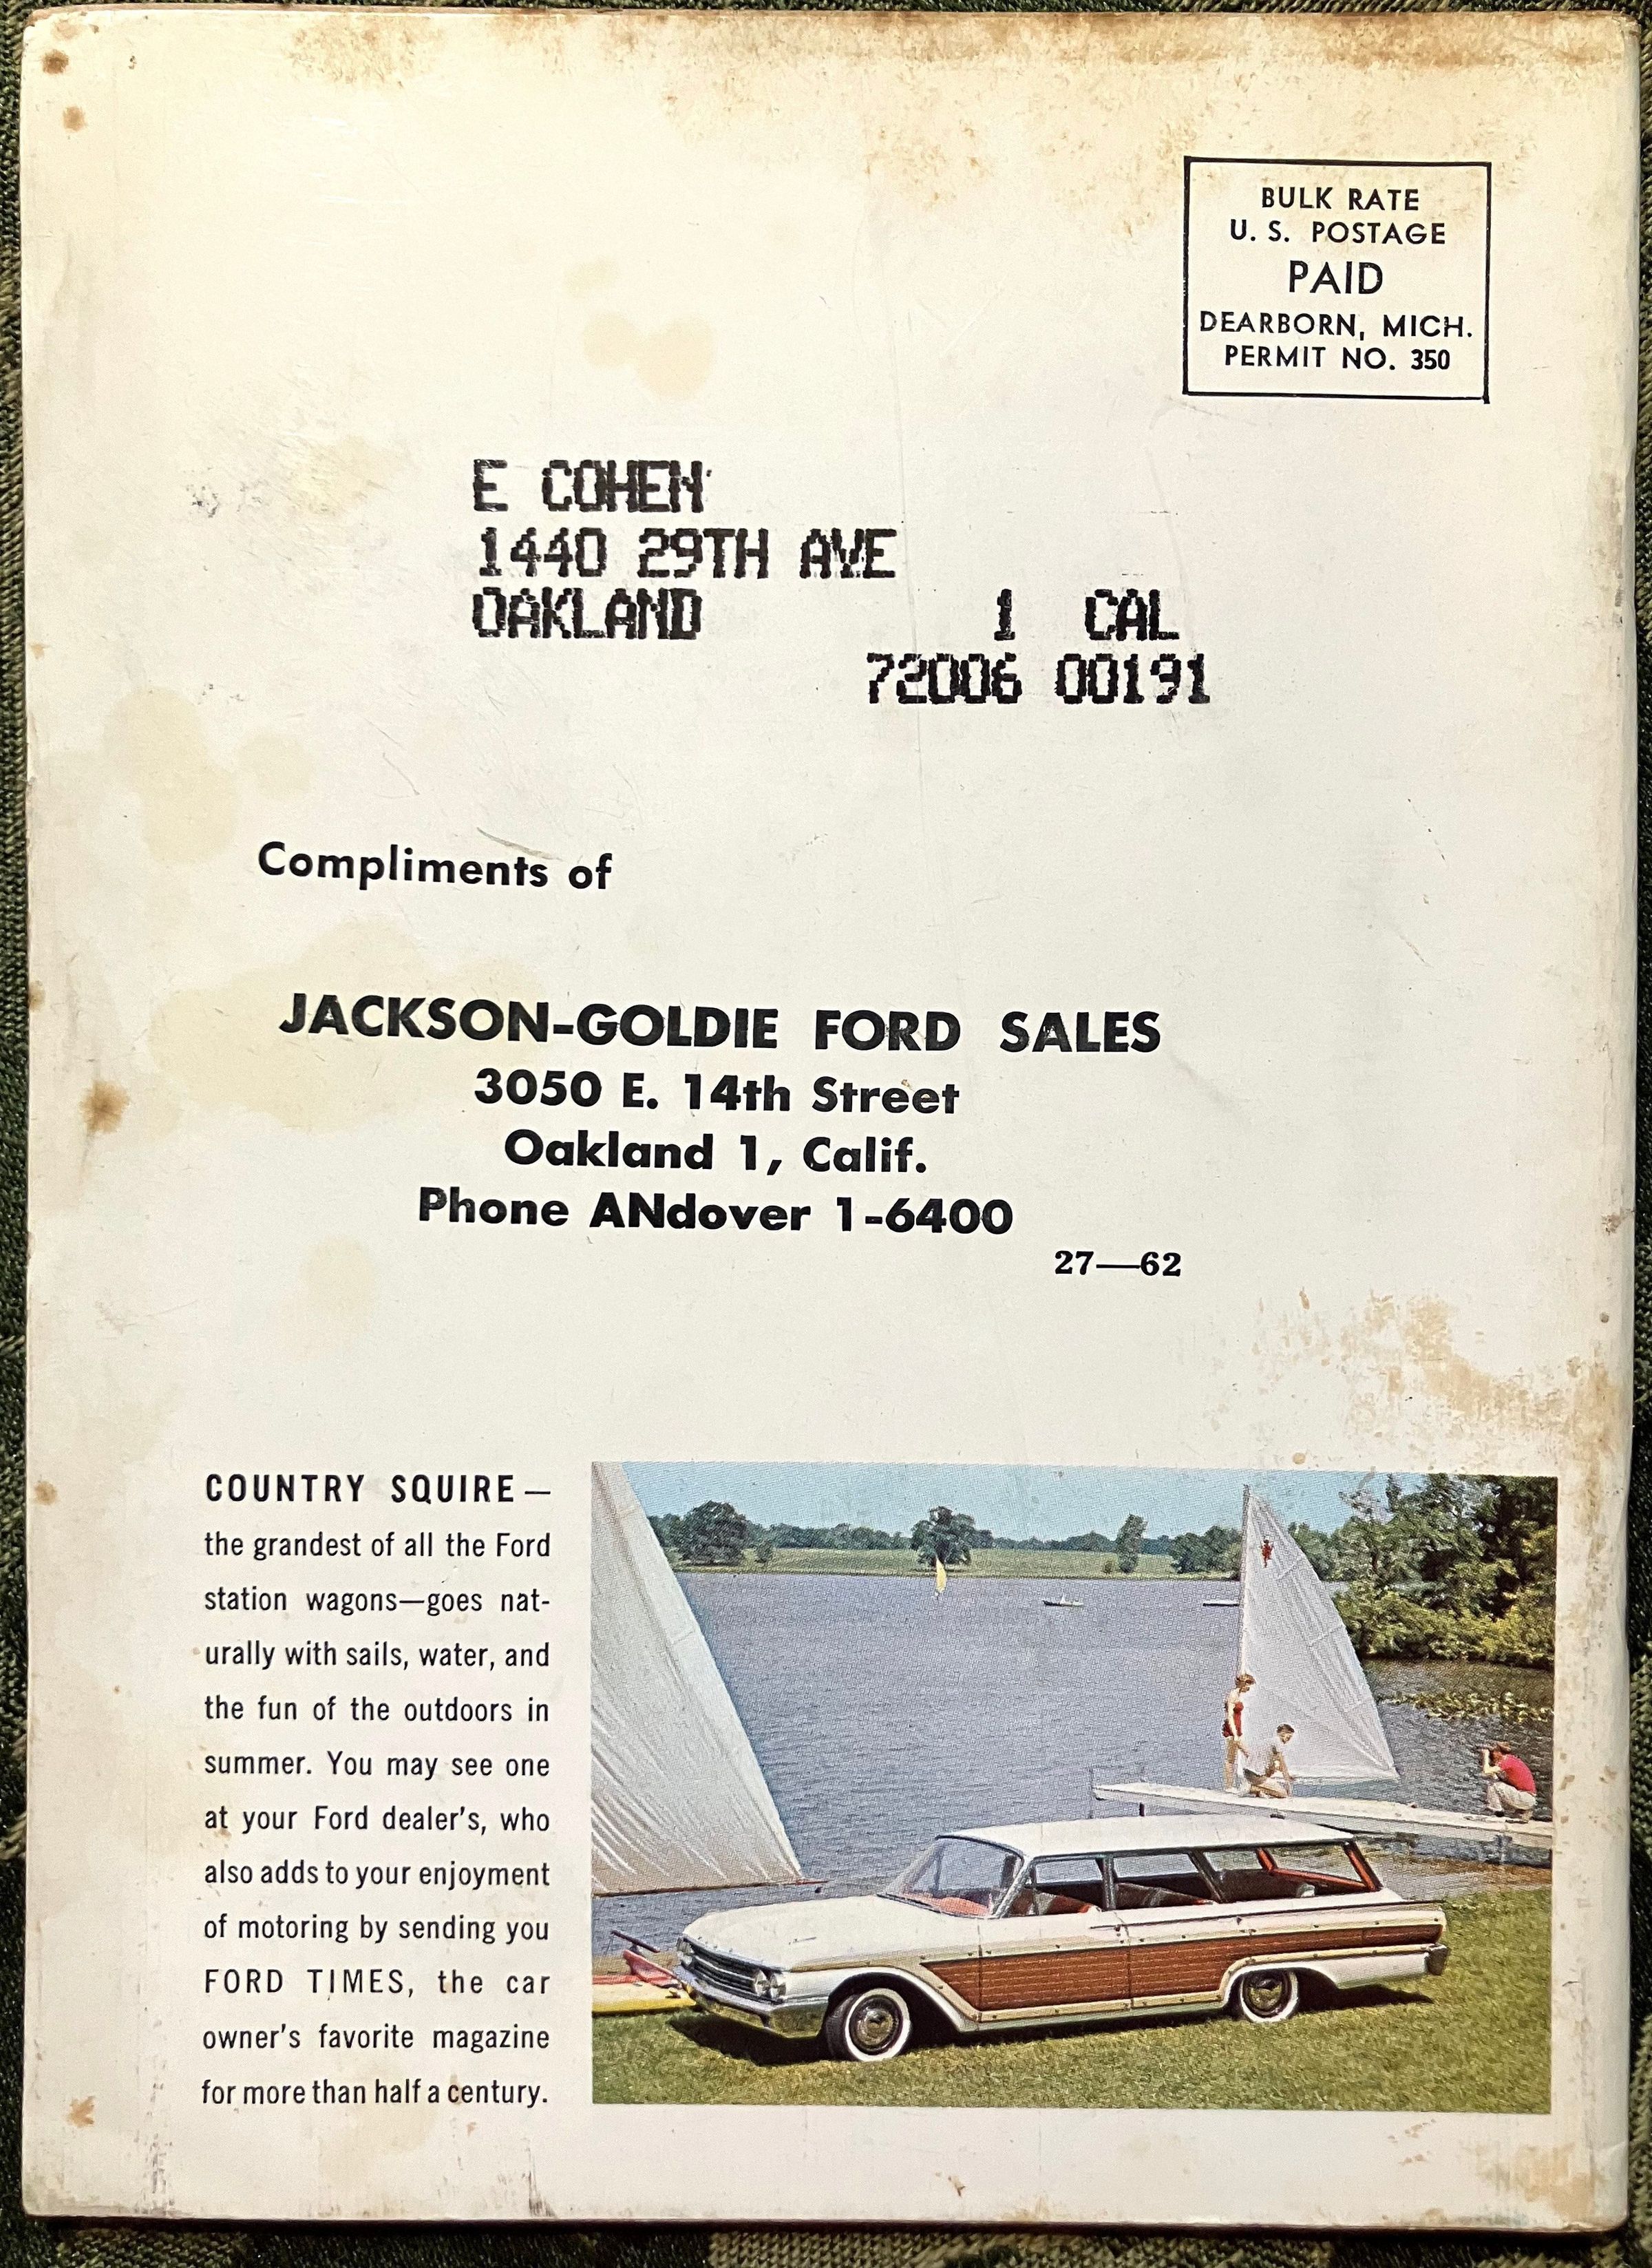 BULK RATE
U. S. POSTAGE
PAID
DEARBORN, MICH.
PERMIT NO. 350
E COHEN
1440 29TH AVE
OAKLAND 1 CAL
72006 00191
Compliments of
JACKSON-GOLDIE FORD SALES
3050 E. 14th Street
Oakland 1, Calif.
Phone ANdover 1-6400
27—62
COUNTRY SQUIRE—
the grandest of all the Ford
station wagons—goes nat-
urally with sails, water, and
the fun of the outdoors in
summer. You may see one
at your Ford dealer's, who
also adds to your enjoyment
of motoring by sending you
FORD TIMES, the car
owner's favorite magazine
for more than half a century.